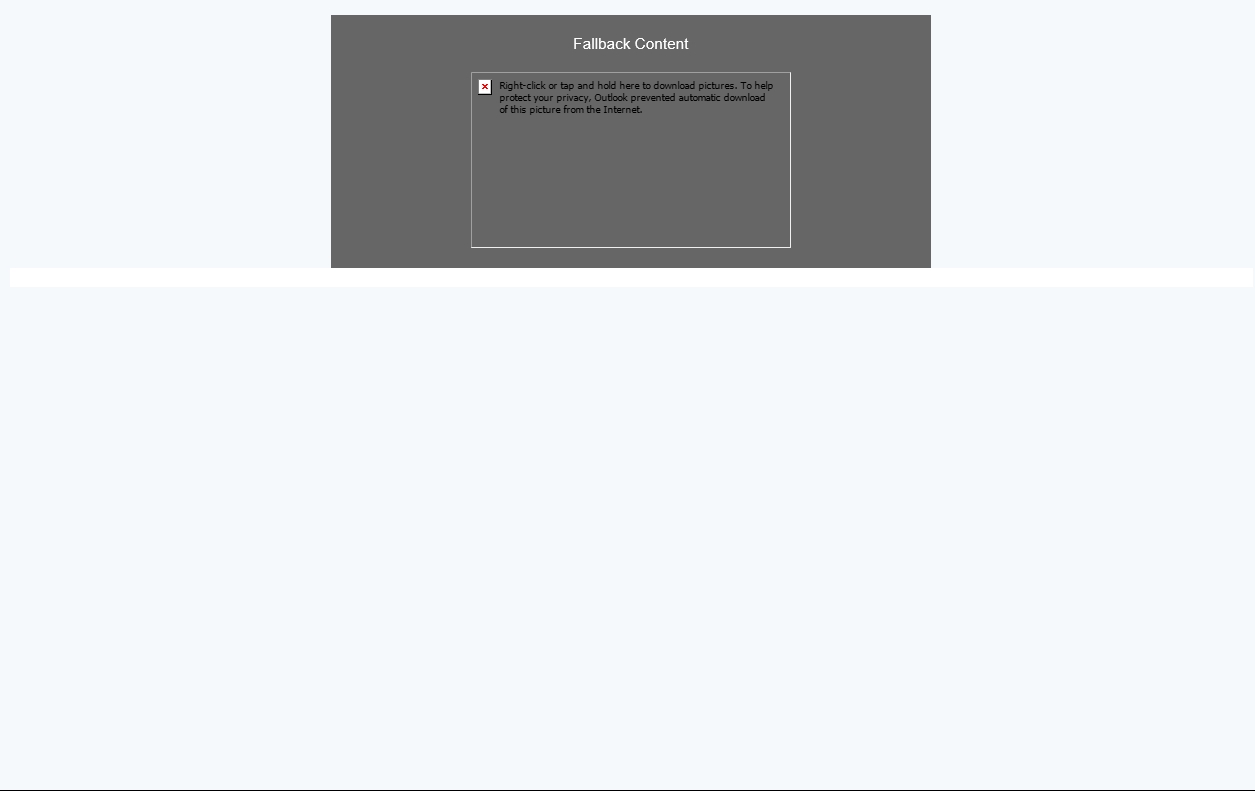 Fallback Content
Right-click or tap and hold here to download pictures. To help
protect your privacy, Outlook prevented automatic download
of this picture from the Internet.